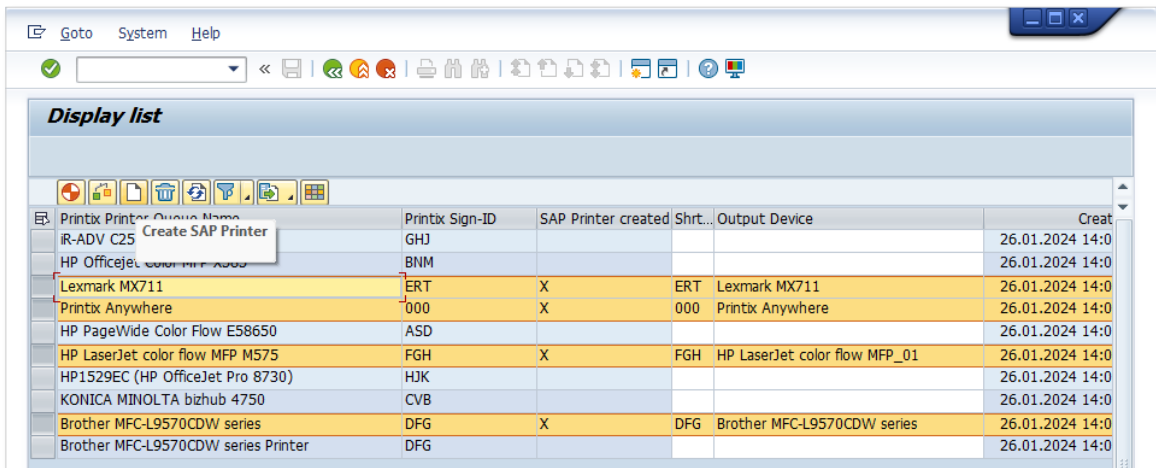 Goto System Help
Display list
Printix Printer Queue Name Printix Sign-ID SAP Printer created Shrt... Output Device Creat
Create SAP Printer
iR-ADV C25 GHJ 26.01.2024 14:0
HP Officejet Color MFP X585 BNM 26.01.2024 14:0
Lexmark MX711 ERT X ERT Lexmark MX711 26.01.2024 14:0
Printix Anywhere 000 X 000 Printix Anywhere 26.01.2024 14:0
HP PageWide Color Flow E58650 ASD 26.01.2024 14:0
HP LaserJet color flow MFP M575 FGH X FGH HP LaserJet color flow MFP_01 26.01.2024 14:0
HP1529EC (HP OfficeJet Pro 8730) HJK 26.01.2024 14:0
KONICA MINOLTA bizhub 4750 CVB 26.01.2024 14:0
Brother MFC-L9570CDW series DFG X DFG Brother MFC-L9570CDW series 26.01.2024 14:0
Brother MFC-L9570CDW series Printer DFG 26.01.2024 14:0